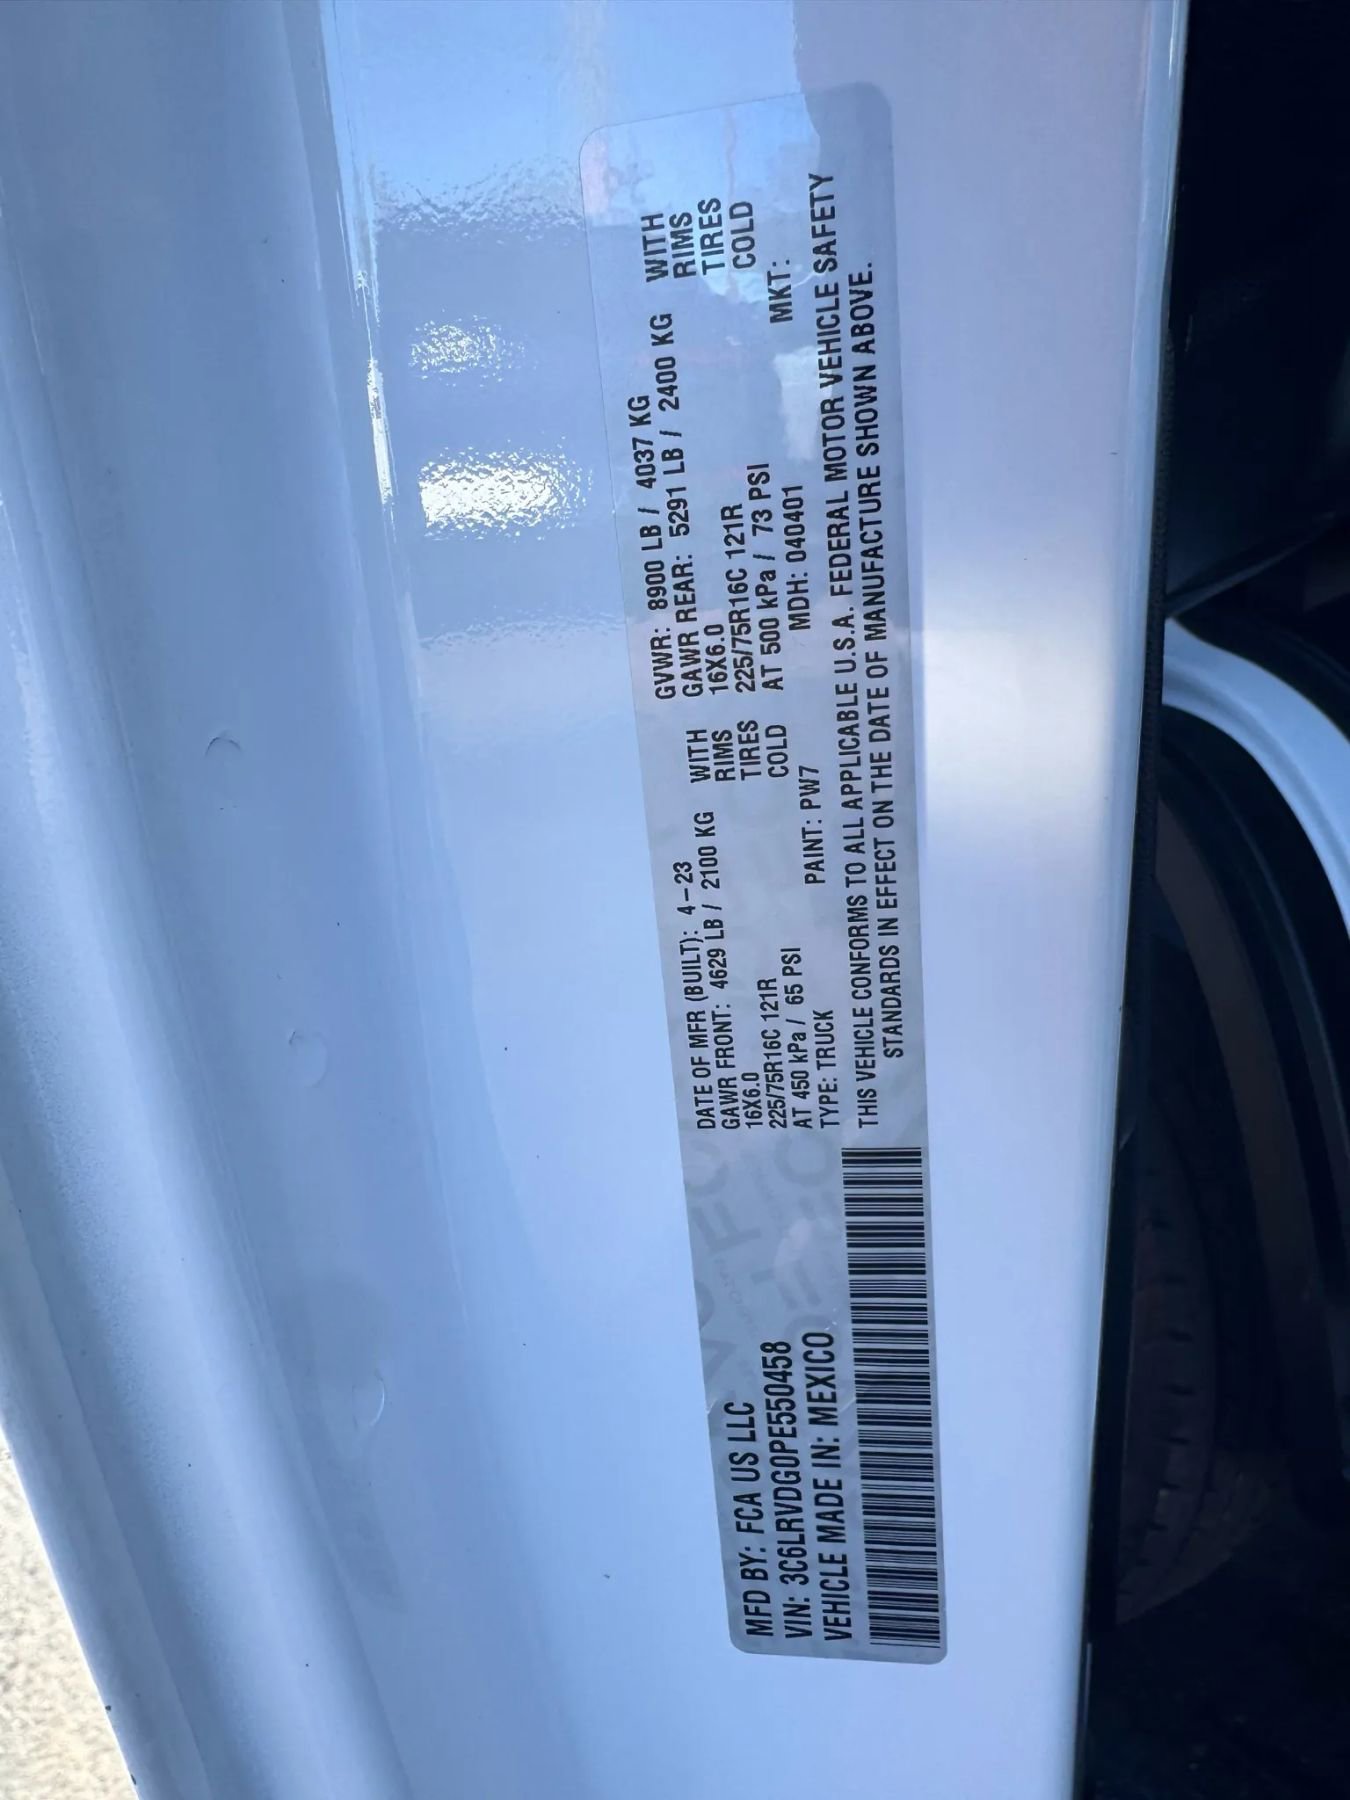 MFD BY: FCA US LLC
VIN: 3C6LRVDG0PE550458
VEHICLE MADE IN: MEXICO
DATE OF MFR (BUILT): 4-23
GAWR FRONT: 4629 LB / 2100 KG WITH
16X6.0 RIMS
225/75R16C 121R TIRES
AT 450 kPa / 65 PSI COLD
GVWR: 8900 LB / 4037 KG
GAWR REAR: 5291 LB / 2400 KG WITH
16X6.0 RIMS
225/75R16C 121R TIRES
AT 500 kPa / 73 PSI COLD
TYPE: TRUCK PAINT: PW7 MDH: 040401 MKT:
THIS VEHICLE CONFORMS TO ALL APPLICABLE U.S.A. FEDERAL MOTOR VEHICLE SAFETY
STANDARDS IN EFFECT ON THE DATE OF MANUFACTURE SHOWN ABOVE.